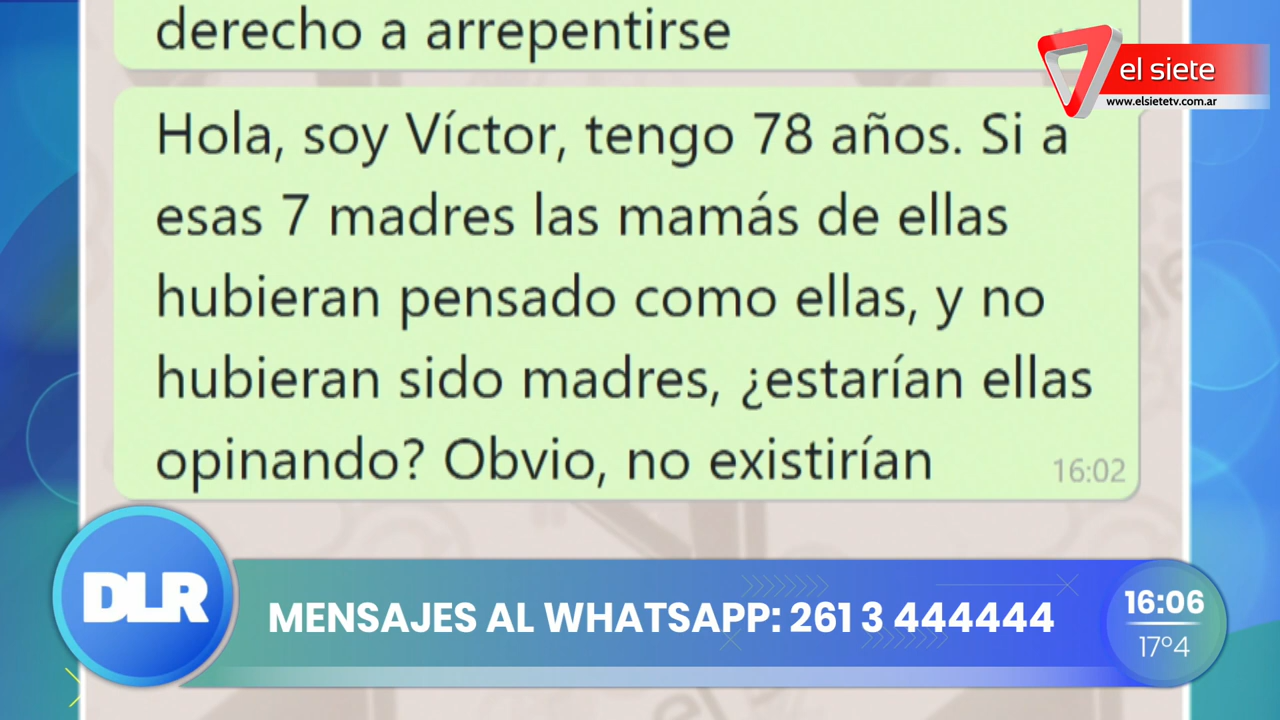 derecho a arrepentirse
el siete
www.elsietetv.com.ar
Hola, soy Víctor, tengo 78 años. Si a
esas 7 madres las mamás de ellas
hubieran pensado como ellas, y no
hubieran sido madres, ¿estarían ellas
opinando? Obvio, no existirían
16:02
DLR
MENSAJES AL WHATSAPP: 261 3 444444
16:06
17º4